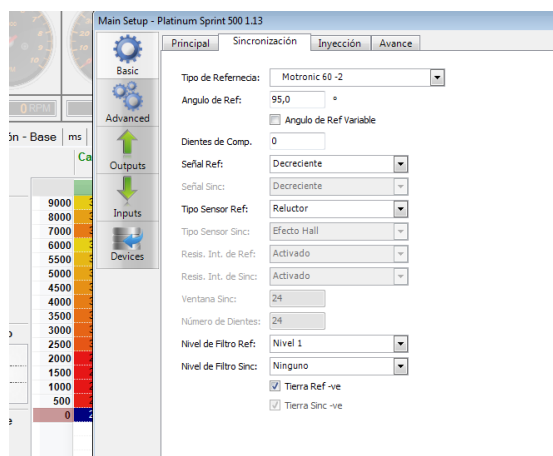 Main Setup - Platinum Sprint 500 1.13
Basic
Advanced
Outputs
Inputs
Devices
Principal Sincronización Inyección Avance
Tipo de Refernecia: Motronic 60 -2
Angulo de Ref: 95,0 °
Angulo de Ref Variable
Dientes de Comp. 0
Señal Ref: Decreciente
Señal Sinc: Decreciente
Tipo Sensor Ref: Reluctor
Tipo Sensor Sinc: Efecto Hall
Resis. Int. de Ref: Activado
Resis. Int. de Sinc: Activado
Ventana Sinc: 24
Número de Dientes: 24
Nivel de Filtro Ref: Nivel 1
Nivel de Filtro Sinc: Ninguno
Tierra Ref -ve
Tierra Sinc -ve
0 RPM
ón - Base ms
Ca
9000
8000
7000
6000
5500
5000
4500
4000
3500
3000
2500
2000
1500
1000
500
0